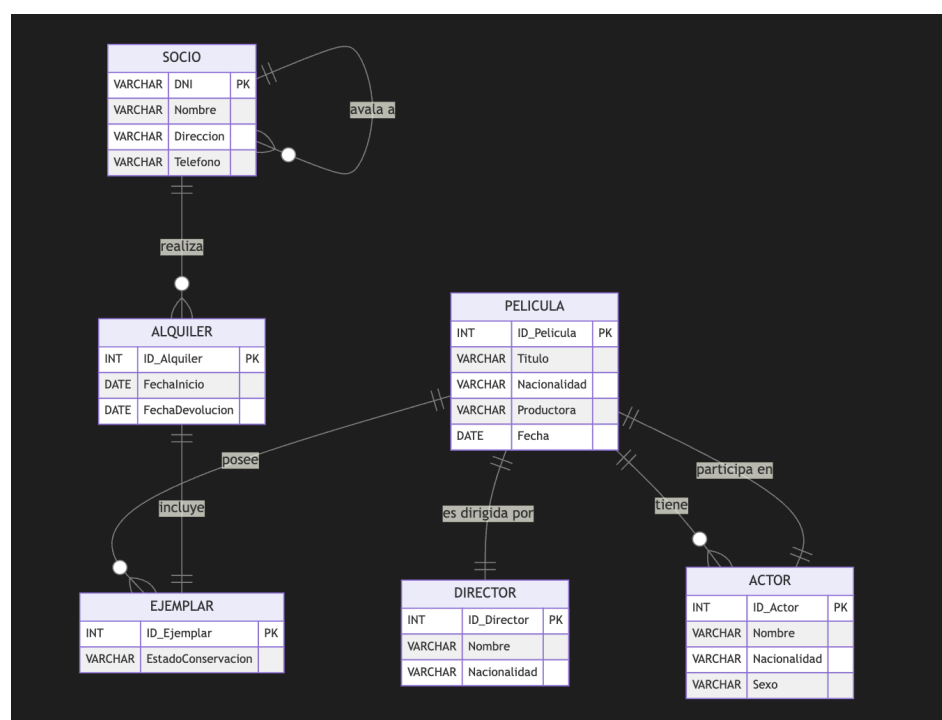 SOCIO
VARCHAR DNI PK
VARCHAR Nombre
VARCHAR Direccion
VARCHAR Telefono
avala a
realiza
ALQUILER
INT ID_Alquiler PK
DATE FechaInicio
DATE FechaDevolucion
PELICULA
INT ID_Pelicula PK
VARCHAR Titulo
VARCHAR Nacionalidad
VARCHAR Productora
DATE Fecha
posee
incluye
es dirigida por
tiene
participa en
EJEMPLAR
INT ID_Ejemplar PK
VARCHAR EstadoConservacion
DIRECTOR
INT ID_Director PK
VARCHAR Nombre
VARCHAR Nacionalidad
ACTOR
INT ID_Actor PK
VARCHAR Nombre
VARCHAR Nacionalidad
VARCHAR Sexo